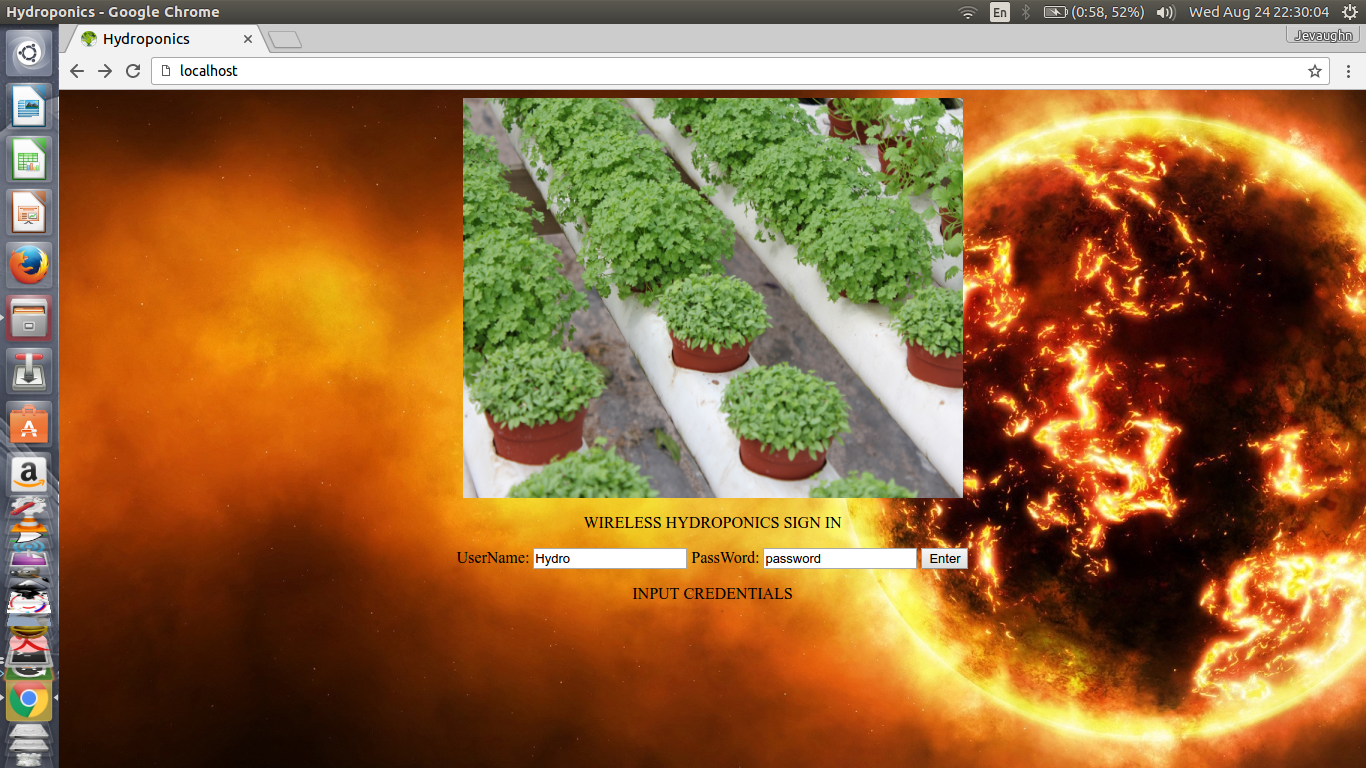 Hydroponics - Google Chrome
En (0:58, 52%) Wed Aug 24 22:30:04
Hydroponics
Jevaughn
localhost
WIRELESS HYDROPONICS SIGN IN
UserName: Hydro PassWord: password Enter
INPUT CREDENTIALS